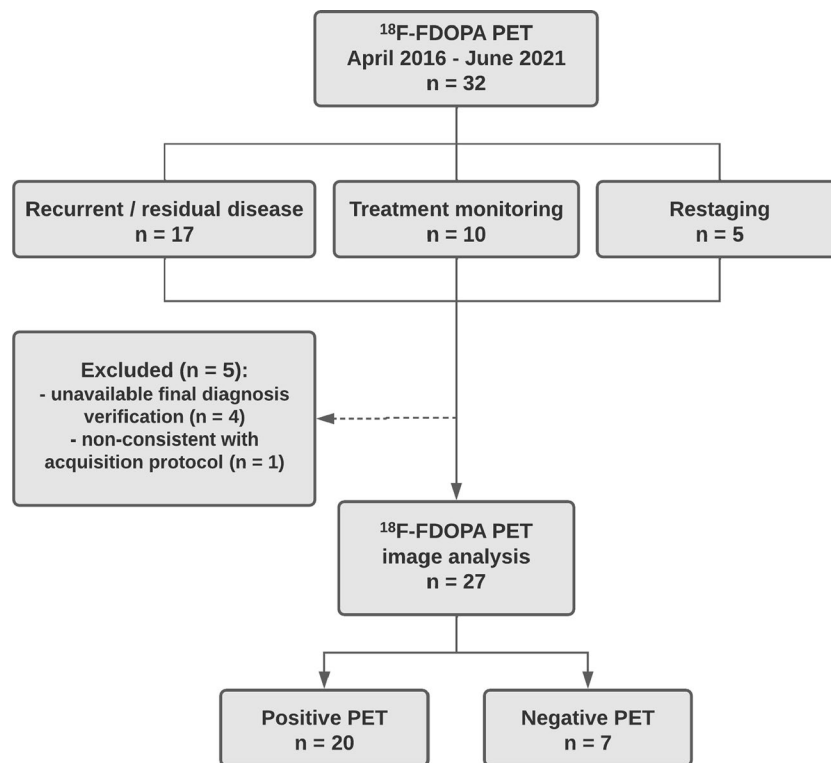 ¹⁸F-FDOPA PET
April 2016 - June 2021
n = 32
Recurrent / residual disease
n = 17
Treatment monitoring
n = 10
Restaging
n = 5
Excluded (n = 5):
- unavailable final diagnosis
verification (n = 4)
- non-consistent with
acquisition protocol (n = 1)
¹⁸F-FDOPA PET
image analysis
n = 27
Positive PET
n = 20
Negative PET
n = 7